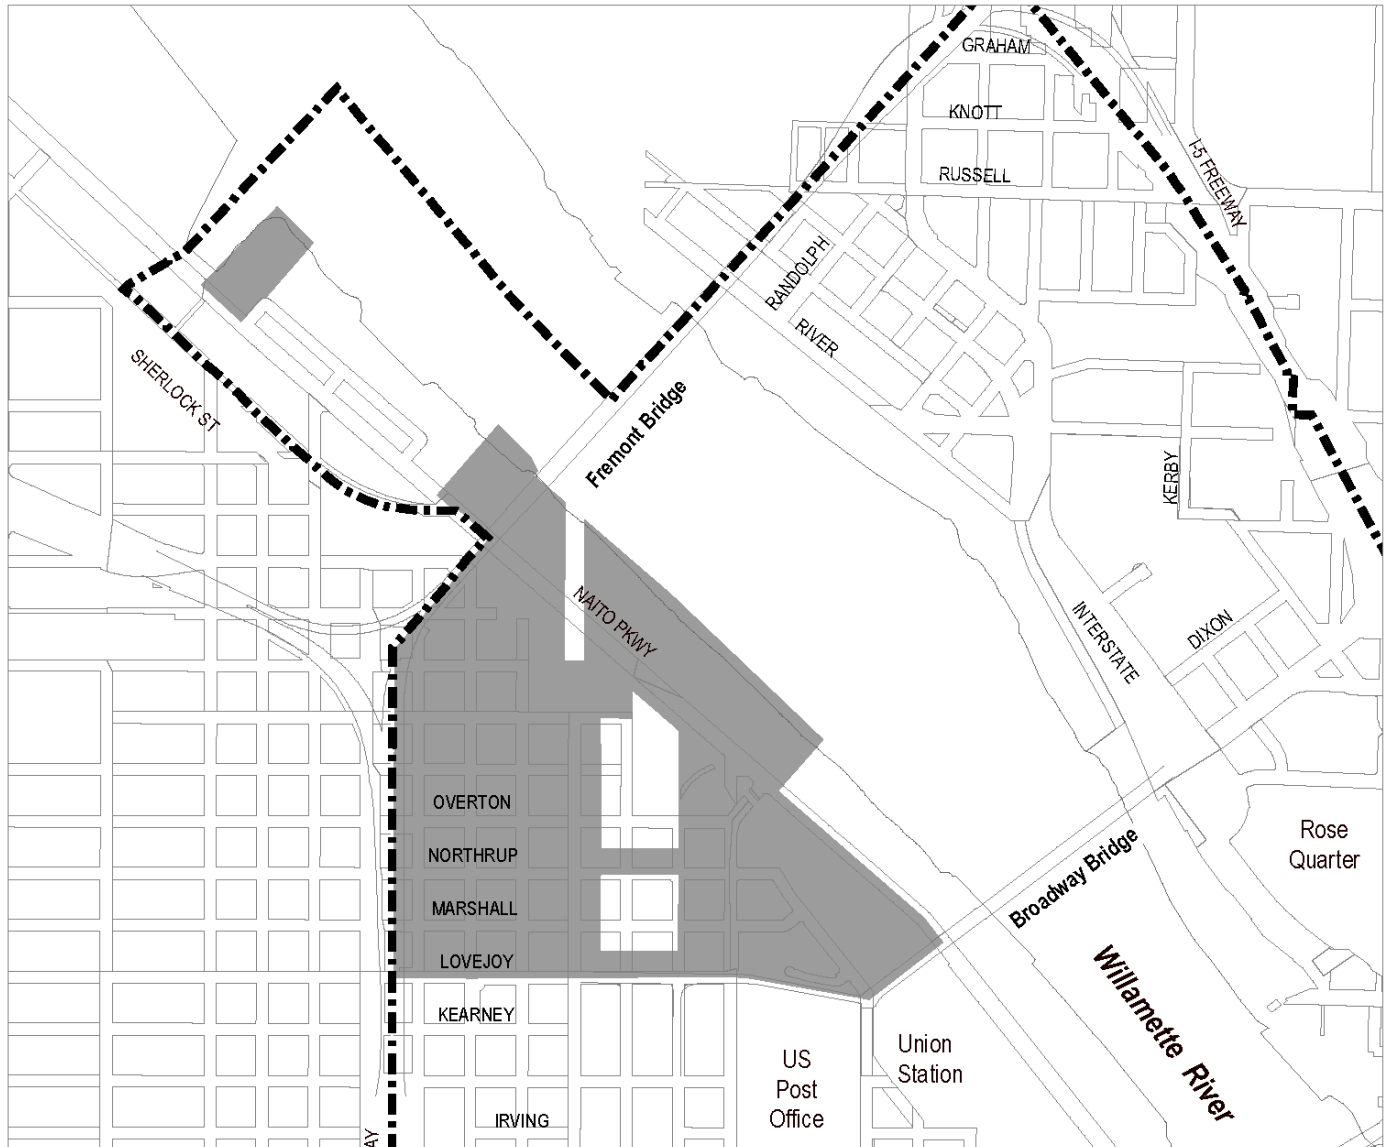 GRAHAM
KNOTT
I-5 FREEWAY
RUSSELL
RANDOLPH
RIVER
SHERLOCK ST
Fremont Bridge
KERBY
NAITO PKWY
INTERSTATE
DIXON
OVERTON
Rose
Quarter
NORTHRUP
Broadway Bridge
MARSHALL
LOVEJOY
Willamette River
KEARNEY
US
Post
Office
Union
Station
IRVING